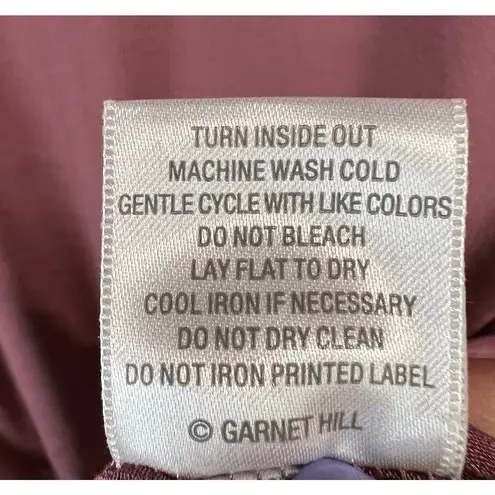 TURN INSIDE OUT
MACHINE WASH COLD
GENTLE CYCLE WITH LIKE COLORS
DO NOT BLEACH
LAY FLAT TO DRY
COOL IRON IF NECESSARY
DO NOT DRY CLEAN
DO NOT IRON PRINTED LABEL
© GARNET HILL